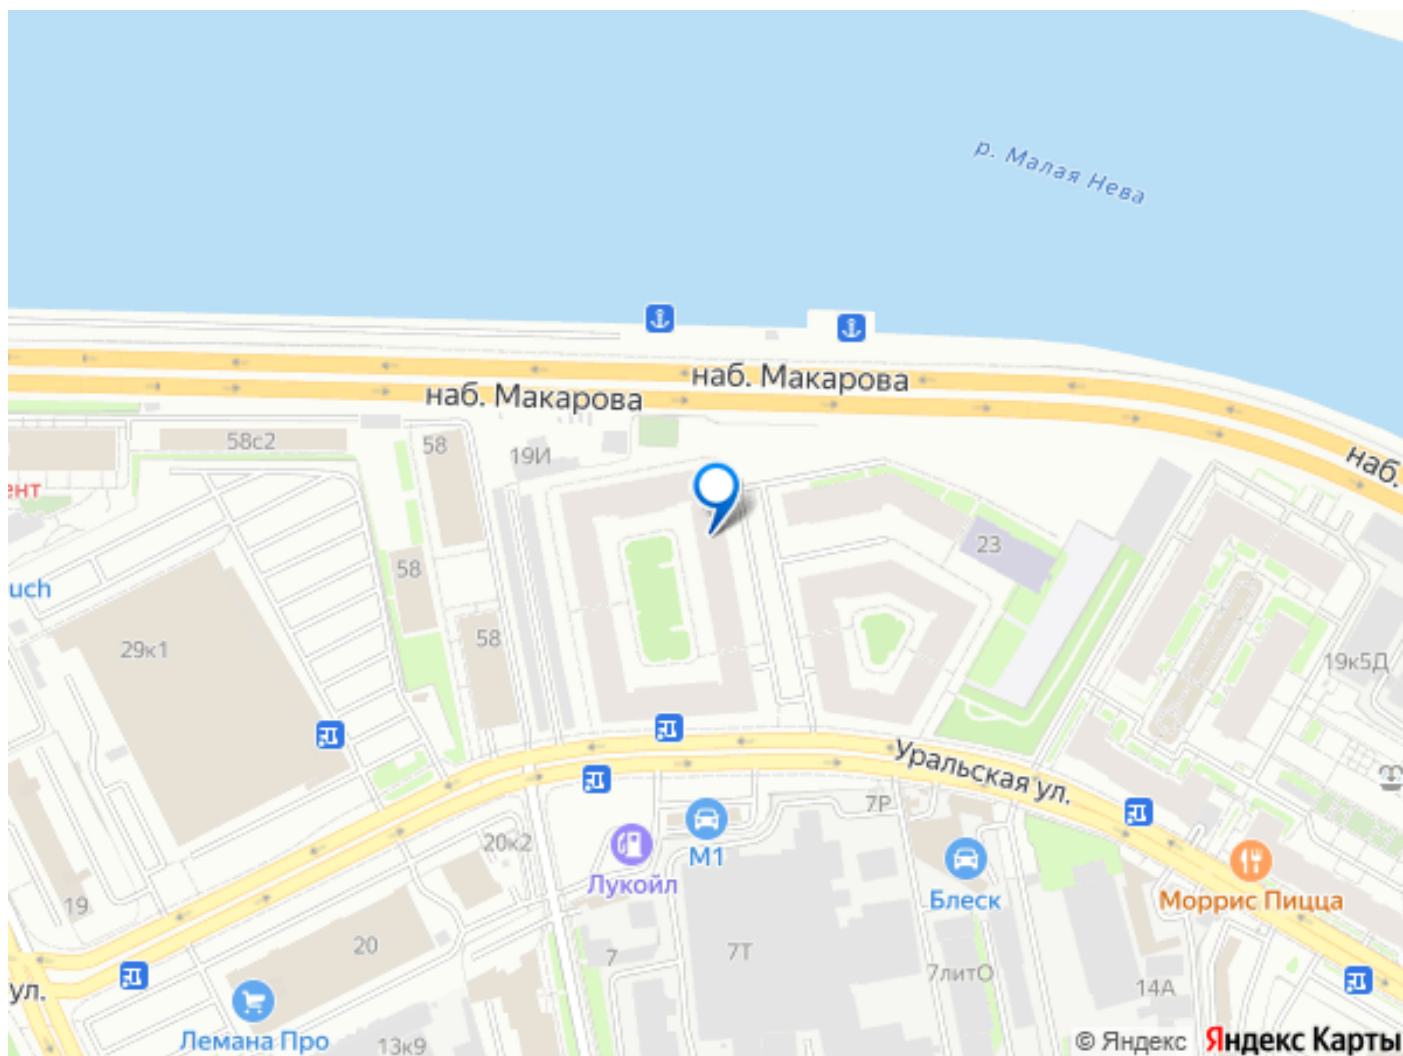 р. Малая Нева
наб. Макарова
наб. Макарова
наб.
58с2
58
19И
ент
23
uch
58
58
29к1
19к5Д
Уральская ул.
7Р
20к2
М1
Лукойл
Блеск
Моррис Пицца
19
20
7
7Т
7литО
14А
ул.
Лемана Про
13к9
© Яндекс Яндекс Карты